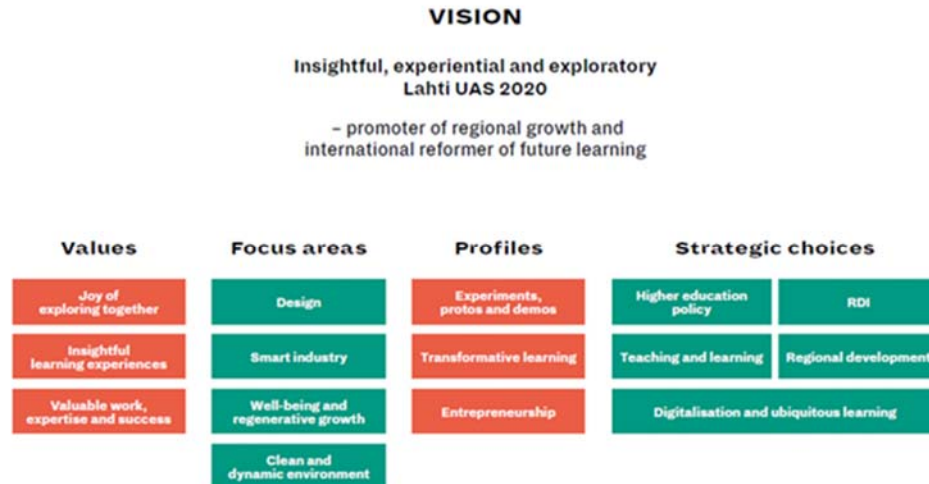 VISION
Insightful, experiential and exploratory
Lahti UAS 2020
– promoter of regional growth and
international reformer of future learning
Values
Joy of
exploring together
Insightful
learning experiences
Valuable work,
expertise and success
Focus areas
Design
Smart industry
Well-being and
regenerative growth
Clean and
dynamic environment
Profiles
Experiments,
protos and demos
Transformative learning
Entrepreneurship
Strategic choices
Higher education
policy
RDI
Teaching and learning
Regional development
Digitalisation and ubiquitous learning